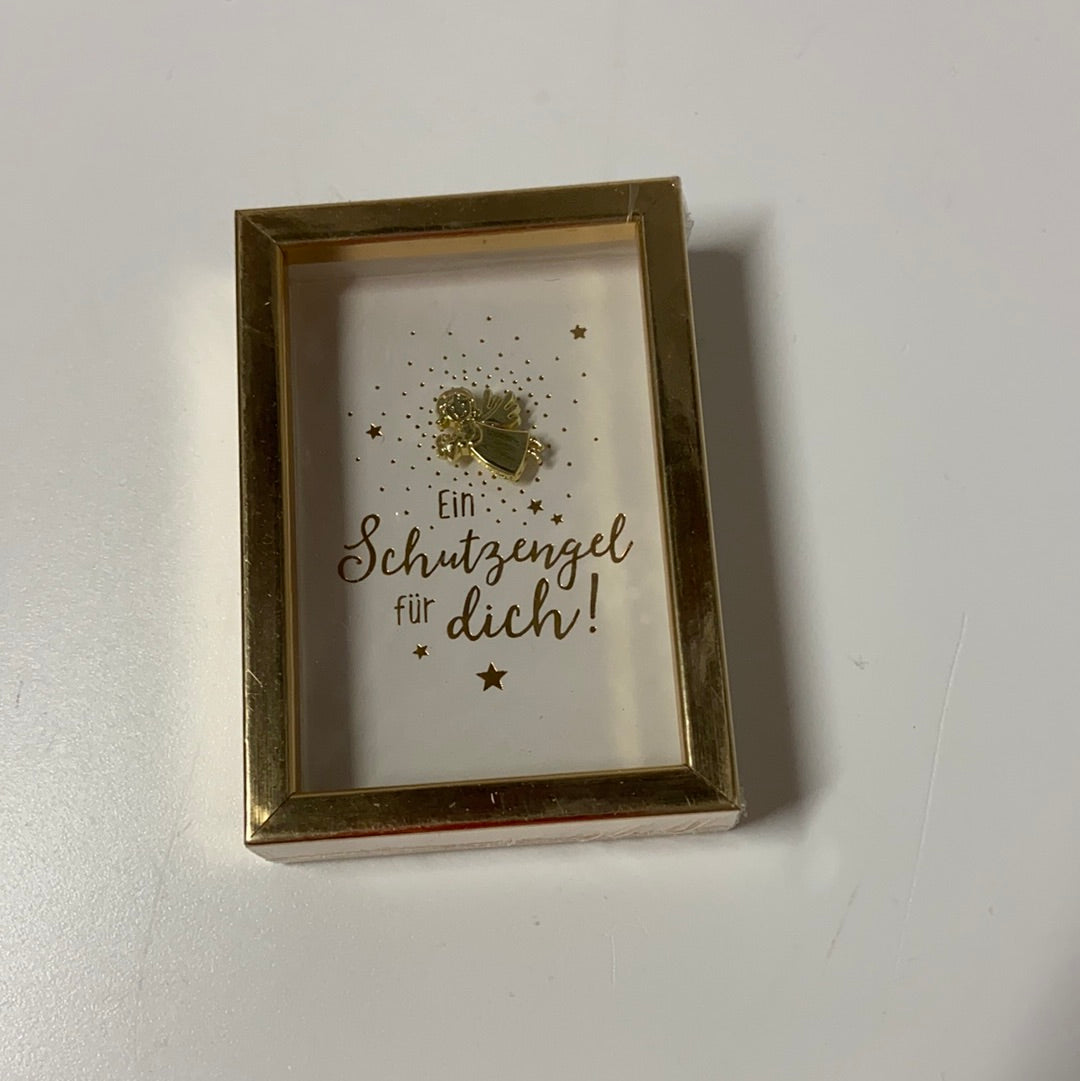 Ein
Schutzengel
für dich!